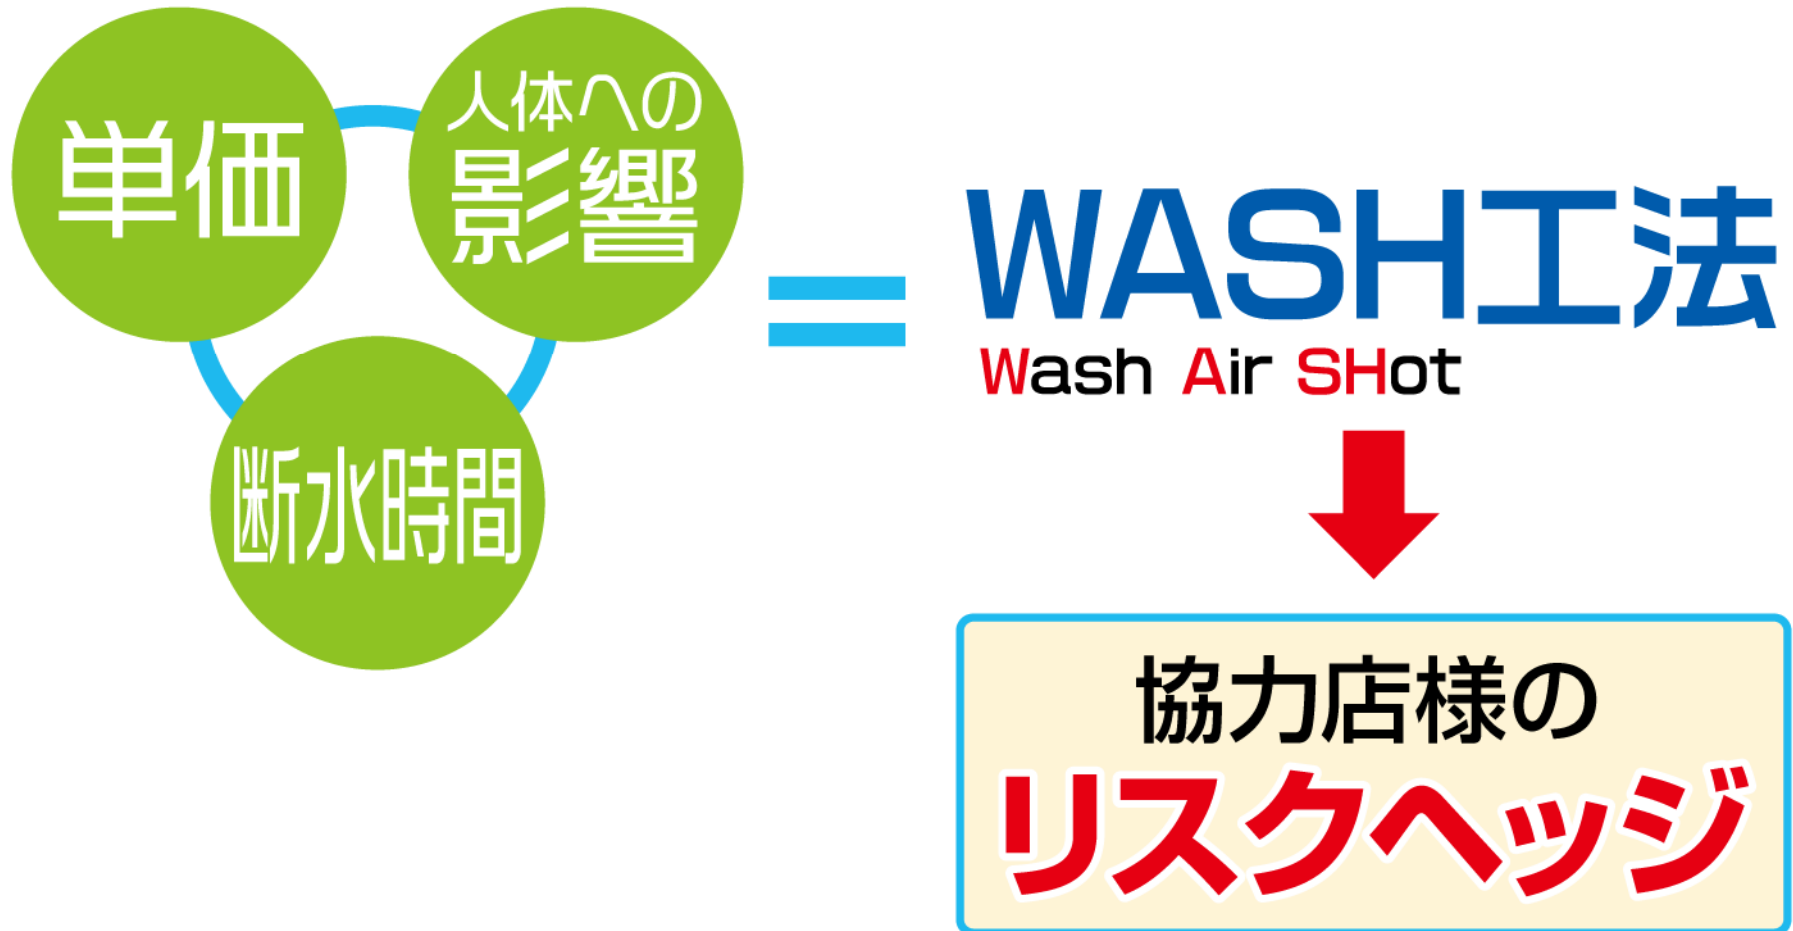 単価
人体への
影響
断水時間
WASH工法
Wash Air SHot
協力店様の
リスクヘッジ